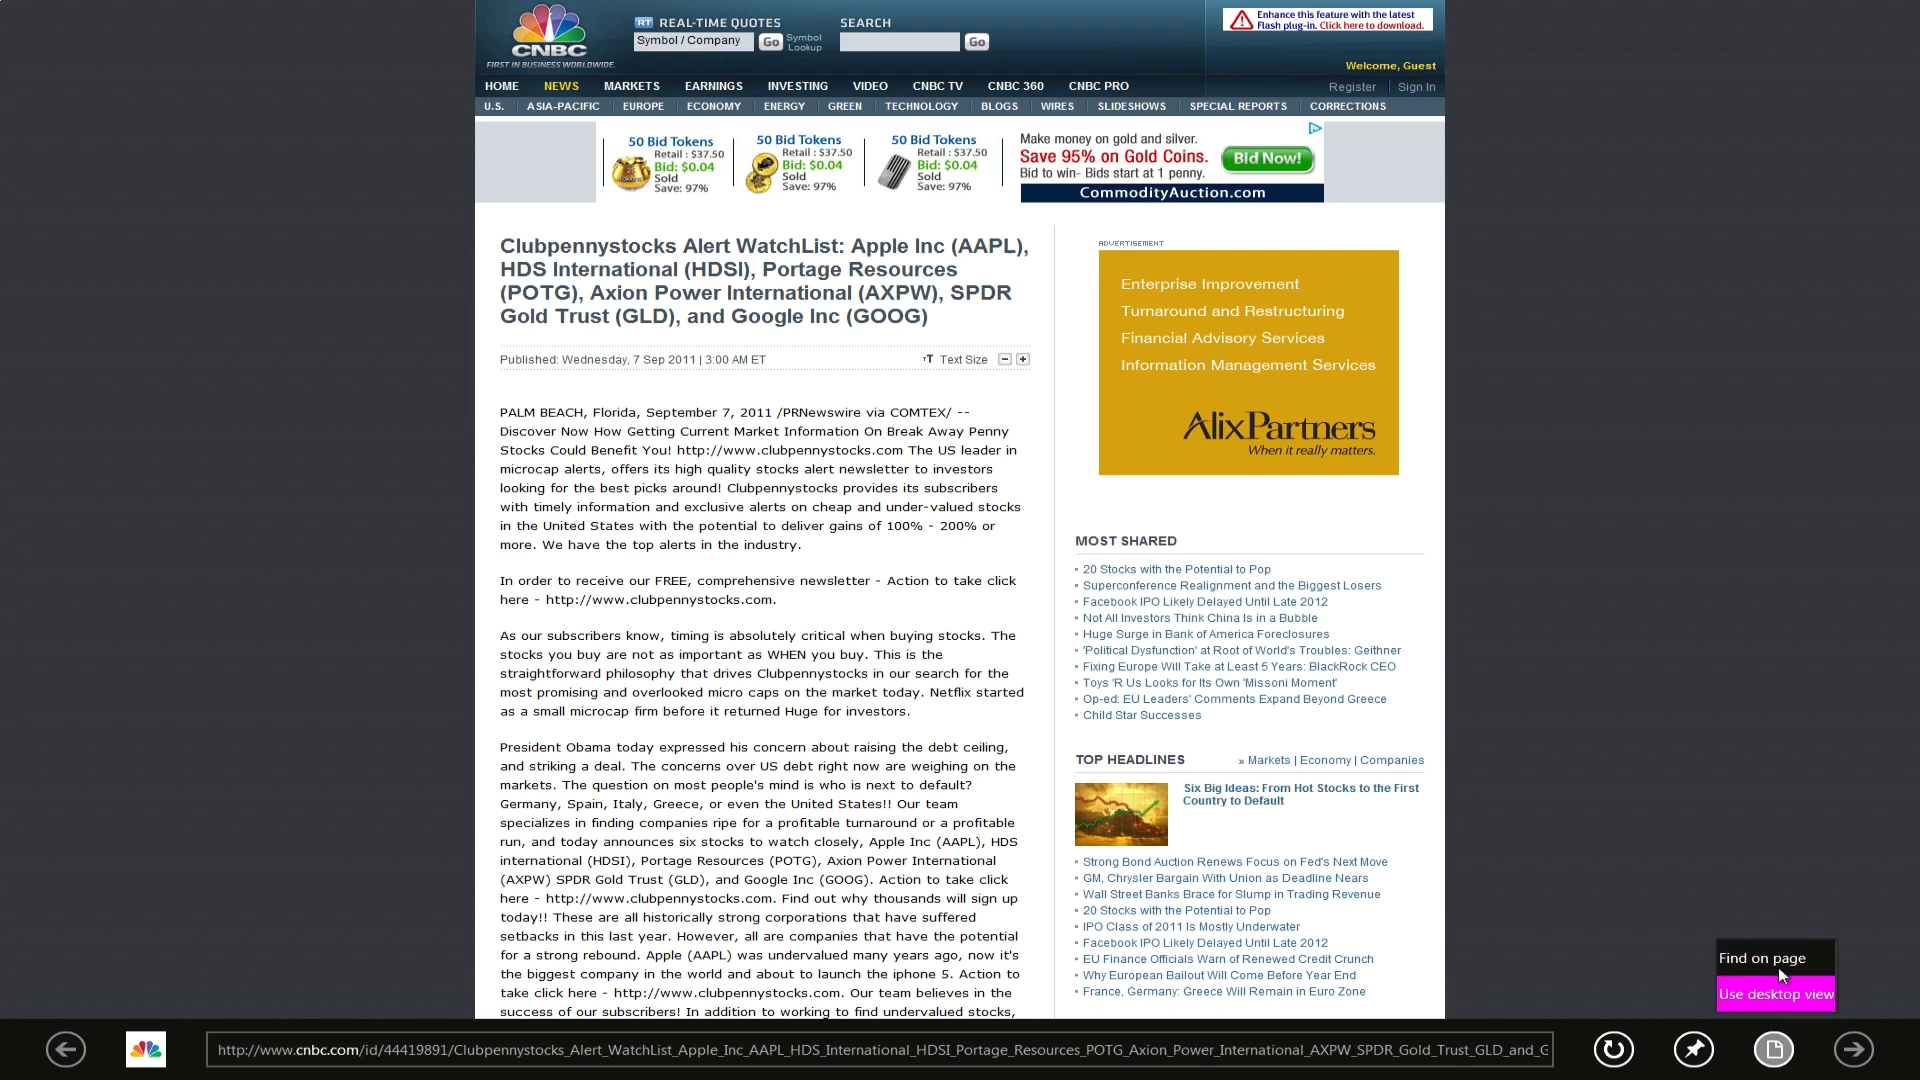 CNBC
FIRST IN BUSINESS WORLDWIDE.
RT REAL-TIME QUOTES
Symbol / Company Go Symbol Lookup
SEARCH
Go
Enhance this feature with the latest
Flash plug-in. Click here to download.
Welcome, Guest
HOME NEWS MARKETS EARNINGS INVESTING VIDEO CNBC TV CNBC 360 CNBC PRO Register | Sign In
U.S. ASIA-PACIFIC EUROPE ECONOMY ENERGY GREEN TECHNOLOGY BLOGS WIRES SLIDESHOWS SPECIAL REPORTS CORRECTIONS
50 Bid Tokens
Retail : $37.50
Bid: $0.04
Sold
Save: 97%
50 Bid Tokens
Retail : $37.50
Bid: $0.04
Sold
Save: 97%
50 Bid Tokens
Retail : $37.50
Bid: $0.04
Sold
Save: 97%
Make money on gold and silver.
Save 95% on Gold Coins.
Bid to win- Bids start at 1 penny.
Bid Now!
CommodityAuction.com
Clubpennystocks Alert WatchList: Apple Inc (AAPL),
HDS International (HDSI), Portage Resources
(POTG), Axion Power International (AXPW), SPDR
Gold Trust (GLD), and Google Inc (GOOG)
Published: Wednesday, 7 Sep 2011 | 3:00 AM ET
Text Size
PALM BEACH, Florida, September 7, 2011 /PRNewswire via COMTEX/ --
Discover Now How Getting Current Market Information On Break Away Penny
Stocks Could Benefit You! http://www.clubpennystocks.com The US leader in
microcap alerts, offers its high quality stocks alert newsletter to investors
looking for the best picks around! Clubpennystocks provides its subscribers
with timely information and exclusive alerts on cheap and under-valued stocks
in the United States with the potential to deliver gains of 100% - 200% or
more. We have the top alerts in the industry.
In order to receive our FREE, comprehensive newsletter - Action to take click
here - http://www.clubpennystocks.com.
As our subscribers know, timing is absolutely critical when buying stocks. The
stocks you buy are not as important as WHEN you buy. This is the
straightforward philosophy that drives Clubpennystocks in our search for the
most promising and overlooked micro caps on the market today. Netflix started
as a small microcap firm before it returned Huge for investors.
President Obama today expressed his concern about raising the debt ceiling,
and striking a deal. The concerns over US debt right now are weighing on the
markets. The question on most people's mind is who is next to default?
Germany, Spain, Italy, Greece, or even the United States!! Our team
specializes in finding companies ripe for a profitable turnaround or a profitable
run, and today announces six stocks to watch closely, Apple Inc (AAPL), HDS
international (HDSI), Portage Resources (POTG), Axion Power International
(AXPW) SPDR Gold Trust (GLD), and Google Inc (GOOG). Action to take click
here - http://www.clubpennystocks.com. Find out why thousands will sign up
today!! These are all historically strong corporations that have suffered
setbacks in this last year. However, all are companies that have the potential
for a strong rebound. Apple (AAPL) was undervalued many years ago, now it's
the biggest company in the world and about to launch the iphone 5. Action to
take click here - http://www.clubpennystocks.com. Our team believes in the
success of our subscribers! In addition to working to find undervalued stocks,
ADVERTISEMENT
Enterprise Improvement
Turnaround and Restructuring
Financial Advisory Services
Information Management Services
AlixPartners
When it really matters.
MOST SHARED
20 Stocks with the Potential to Pop
Superconference Realignment and the Biggest Losers
Facebook IPO Likely Delayed Until Late 2012
Not All Investors Think China Is in a Bubble
Huge Surge in Bank of America Foreclosures
'Political Dysfunction' at Root of World's Troubles: Geithner
Fixing Europe Will Take at Least 5 Years: BlackRock CEO
Toys 'R Us Looks for Its Own 'Missoni Moment'
Op-ed: EU Leaders' Comments Expand Beyond Greece
Child Star Successes
TOP HEADLINES » Markets | Economy | Companies
Six Big Ideas: From Hot Stocks to the First
Country to Default
Strong Bond Auction Renews Focus on Fed's Next Move
GM, Chrysler Bargain With Union as Deadline Nears
Wall Street Banks Brace for Slump in Trading Revenue
20 Stocks with the Potential to Pop
IPO Class of 2011 Is Mostly Underwater
Facebook IPO Likely Delayed Until Late 2012
EU Finance Officials Warn of Renewed Credit Crunch
Why European Bailout Will Come Before Year End
France, Germany: Greece Will Remain in Euro Zone
Find on page
Use desktop view
http://www.cnbc.com/id/44419891/Clubpennystocks_Alert_WatchList_Apple_Inc_AAPL_HDS_International_HDSI_Portage_Resources_POTG_Axion_Power_International_AXPW_SPDR_Gold_Trust_GLD_and_G